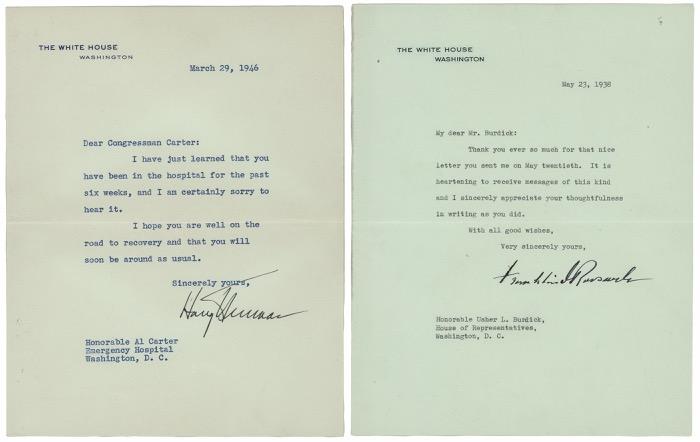 THE WHITE HOUSE
WASHINGTON
March 29, 1946
Dear Congressman Carter:
I have just learned that you
have been in the hospital for the past
six weeks, and I am certainly sorry to
hear it.
I hope you are well on the
road to recovery and that you will
soon be around as usual.
Sincerely yours,
Harry Truman
Honorable Al Carter
Emergency Hospital
Washington, D. C.
THE WHITE HOUSE
WASHINGTON
May 23, 1938
My dear Mr. Burdick:
Thank you ever so much for that nice
letter you sent me on May twentieth. It is
heartening to receive messages of this kind
and I sincerely appreciate your thoughtfulness
in writing as you did.
With all good wishes,
Very sincerely yours,
Franklin D Roosevelt
Honorable Usher L. Burdick,
House of Representatives,
Washington, D. C.